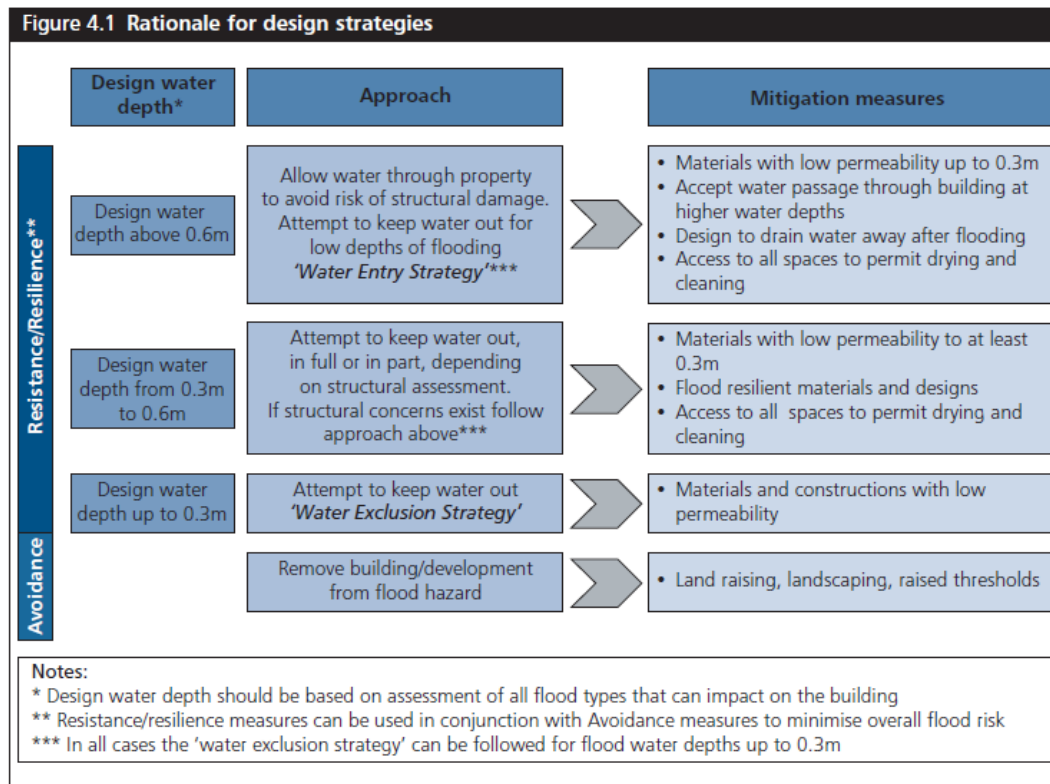 Figure 4.1 Rationale for design strategies
Design water
depth*
Approach
Mitigation measures
Resistance/Resilience**
Design water
depth above 0.6m
Allow water through property
to avoid risk of structural damage.
Attempt to keep water out for
low depths of flooding
‘Water Entry Strategy’***
• Materials with low permeability up to 0.3m
• Accept water passage through building at
higher water depths
• Design to drain water away after flooding
• Access to all spaces to permit drying and
cleaning
Design water
depth from 0.3m
to 0.6m
Attempt to keep water out,
in full or in part, depending
on structural assessment.
If structural concerns exist follow
approach above***
• Materials with low permeability to at least
0.3m
• Flood resilient materials and designs
• Access to all spaces to permit drying and
cleaning
Design water
depth up to 0.3m
Attempt to keep water out
‘Water Exclusion Strategy’
• Materials and constructions with low
permeability
Avoidance
Remove building/development
from flood hazard
• Land raising, landscaping, raised thresholds
Notes:
* Design water depth should be based on assessment of all flood types that can impact on the building
** Resistance/resilience measures can be used in conjunction with Avoidance measures to minimise overall flood risk
*** In all cases the ‘water exclusion strategy’ can be followed for flood water depths up to 0.3m